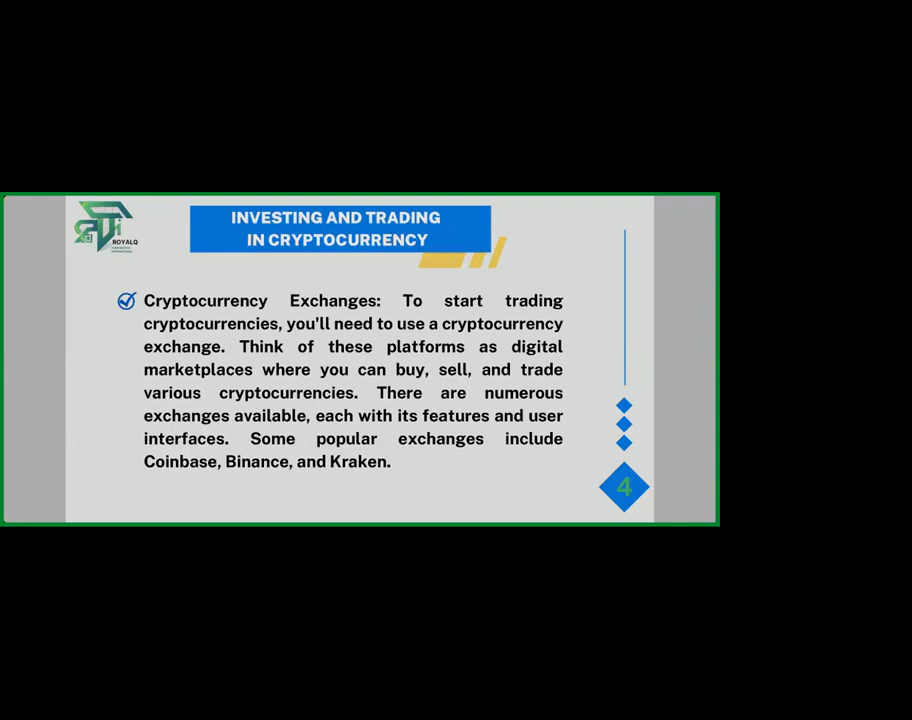 INVESTING AND TRADING
IN CRYPTOCURRENCY
ROYALQ
Cryptocurrency Exchanges: To start trading
cryptocurrencies, you'll need to use a cryptocurrency
exchange. Think of these platforms as digital
marketplaces where you can buy, sell, and trade
various cryptocurrencies. There are numerous
exchanges available, each with its features and user
interfaces. Some popular exchanges include
Coinbase, Binance, and Kraken.
4